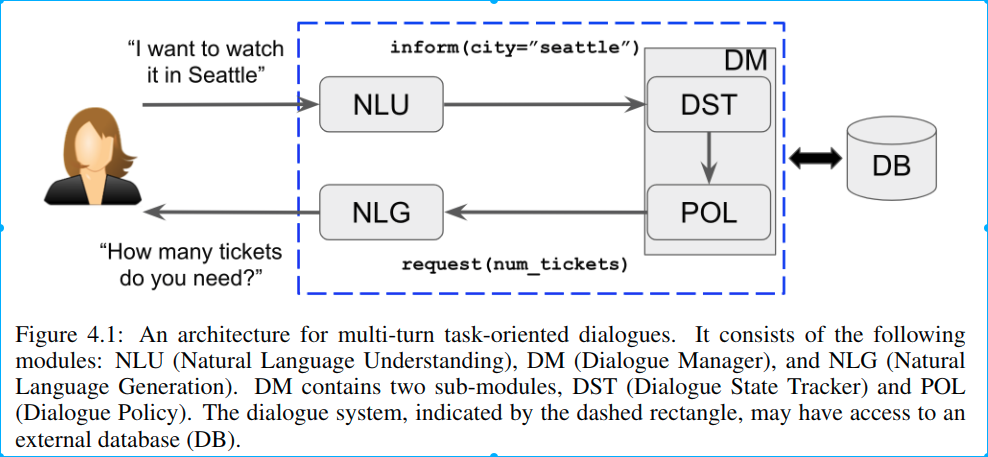 “I want to watch
it in Seattle”
inform(city=”seattle”)
DM
NLU
DST
DB
NLG
POL
“How many tickets
do you need?”
request(num_tickets)
Figure 4.1: An architecture for multi-turn task-oriented dialogues. It consists of the following
modules: NLU (Natural Language Understanding), DM (Dialogue Manager), and NLG (Natural
Language Generation). DM contains two sub-modules, DST (Dialogue State Tracker) and POL
(Dialogue Policy). The dialogue system, indicated by the dashed rectangle, may have access to an
external database (DB).